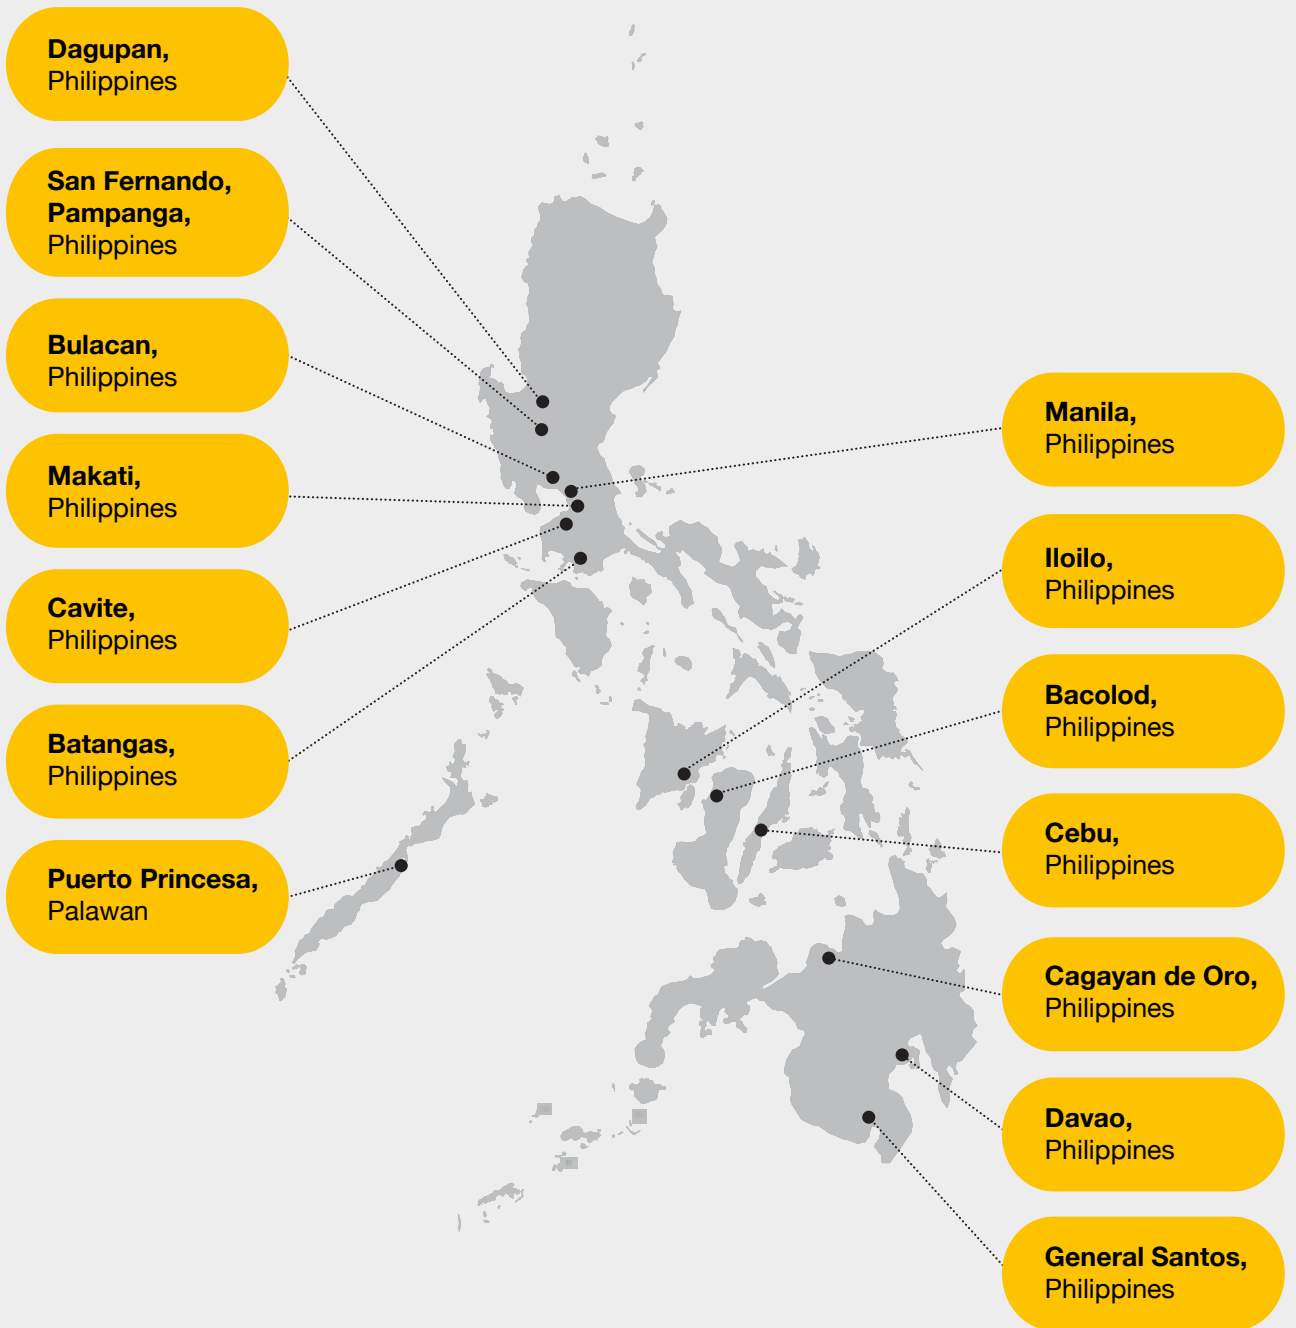 Dagupan,
Philippines
San Fernando,
Pampanga,
Philippines
Bulacan,
Philippines
Makati,
Philippines
Cavite,
Philippines
Batangas,
Philippines
Puerto Princesa,
Palawan
Manila,
Philippines
Iloilo,
Philippines
Bacolod,
Philippines
Cebu,
Philippines
Cagayan de Oro,
Philippines
Davao,
Philippines
General Santos,
Philippines